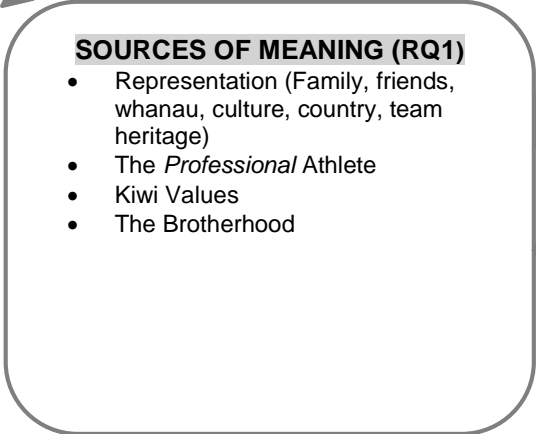 SOURCES OF MEANING (RQ1)
• Representation (Family, friends,
whanau, culture, country, team
heritage)
• The Professional Athlete
• Kiwi Values
• The Brotherhood